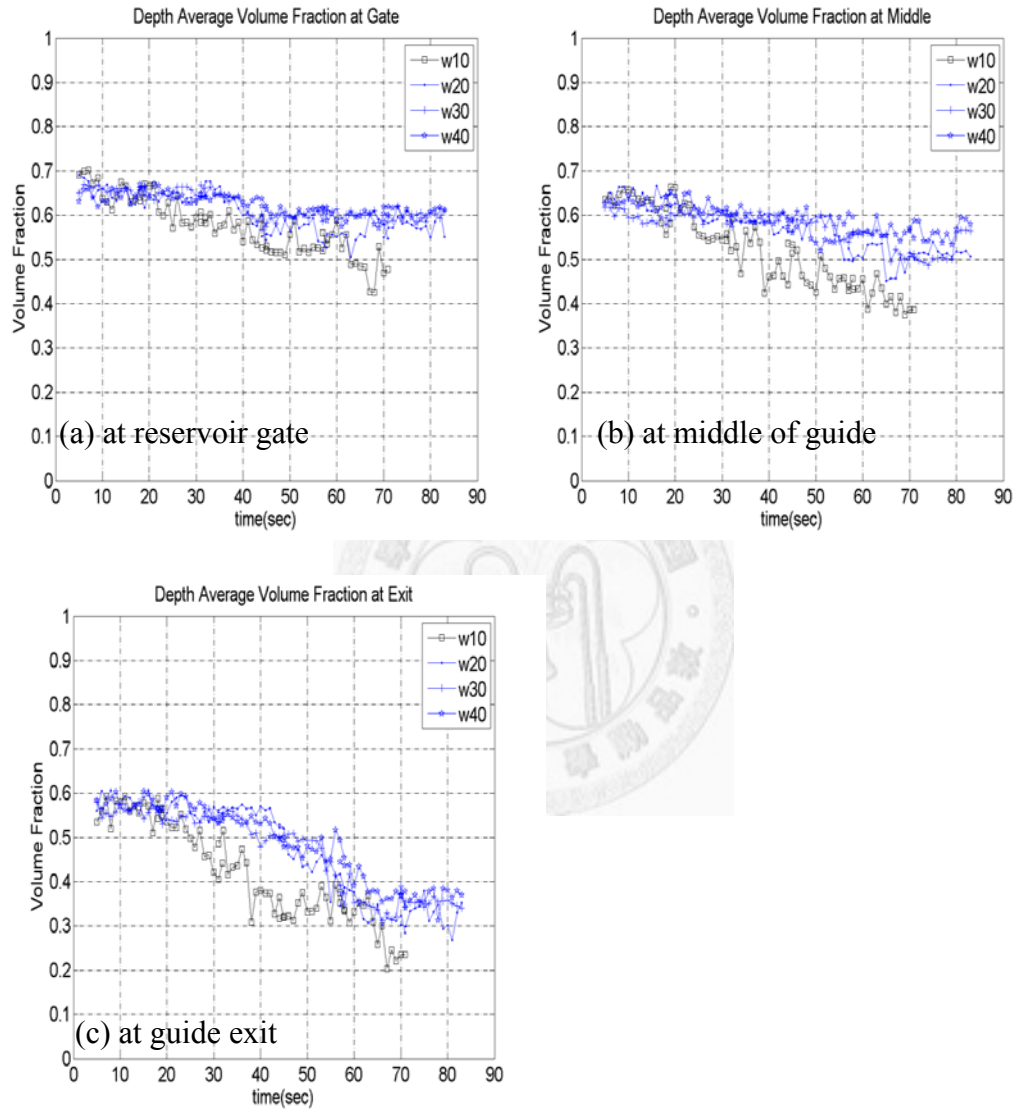 Depth Average Volume Fraction at Gate
1
0.9
0.8
0.7
0.6
0.5
0.4
0.3
0.2
0.1
0
Volume Fraction
w10
w20
w30
w40
(a) at reservoir gate
0 10 20 30 40 50 60 70 80 90
time(sec)
Depth Average Volume Fraction at Middle
1
0.9
0.8
0.7
0.6
0.5
0.4
0.3
0.2
0.1
0
Volume Fraction
w10
w20
w30
w40
(b) at middle of guide
0 10 20 30 40 50 60 70 80 90
time(sec)
Depth Average Volume Fraction at Exit
1
0.9
0.8
0.7
0.6
0.5
0.4
0.3
0.2
0.1
0
Volume Fraction
w10
w20
w30
w40
(c) at guide exit
0 10 20 30 40 50 60 70 80 90
time(sec)